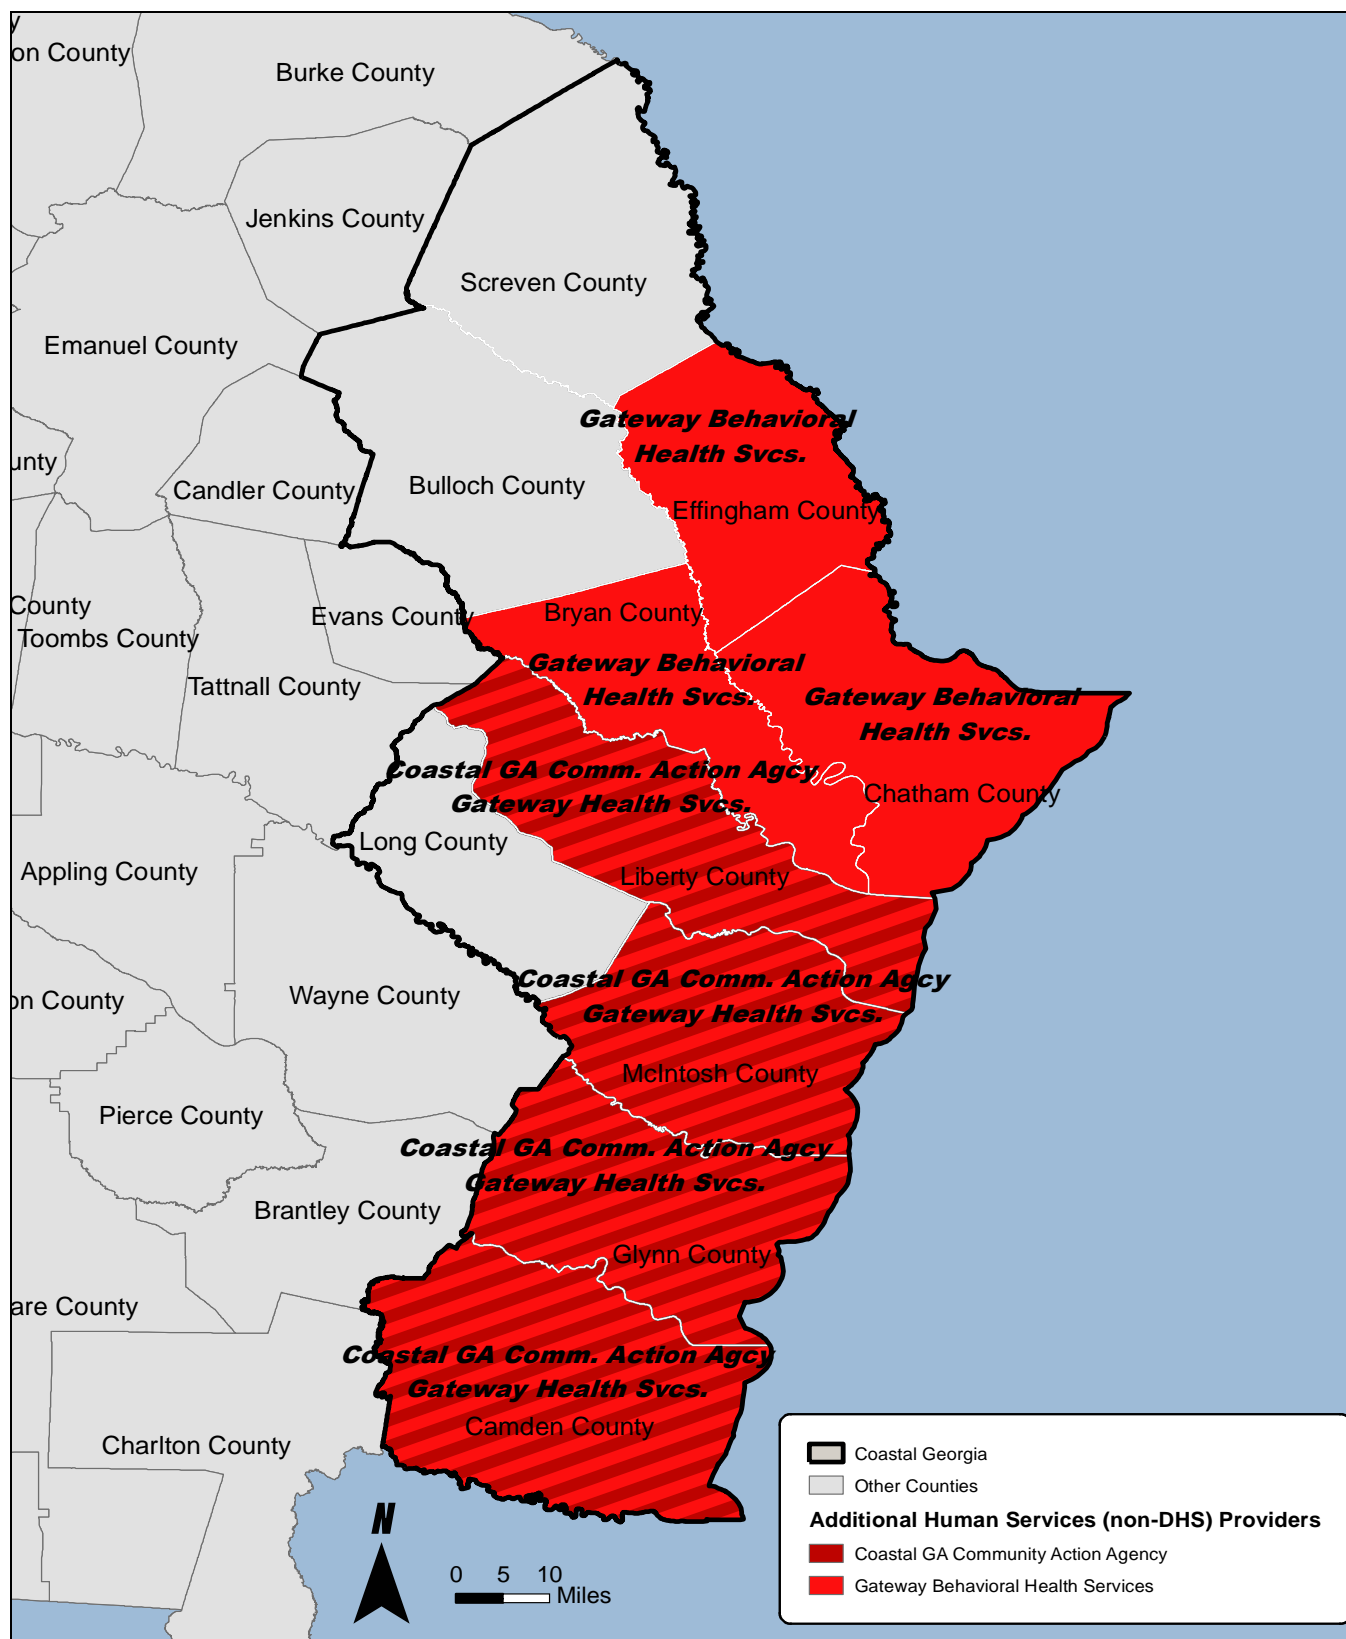 y
on County
Burke County
Jenkins County
Screven County
Emanuel County
Gateway Behavioral
Health Svcs.
unty
Candler County
Bulloch County
Effingham County
County
Toombs County
Evans County
Bryan County
Tattnall County
Gateway Behavioral
Health Svcs.
Gateway Behavioral
Health Svcs.
Coastal GA Comm. Action Agcy
Gateway Health Svcs.
Chatham County
Long County
Appling County
Liberty County
on County
Wayne County
Coastal GA Comm. Action Agcy
Gateway Health Svcs.
McIntosh County
Pierce County
Coastal GA Comm. Action Agcy
Gateway Health Svcs.
Brantley County
Glynn County
are County
Coastal GA Comm. Action Agcy
Gateway Health Svcs.
Camden County
Charlton County
N
0 5 10
Miles
Coastal Georgia
Other Counties
Additional Human Services (non-DHS) Providers
Coastal GA Community Action Agency
Gateway Behavioral Health Services